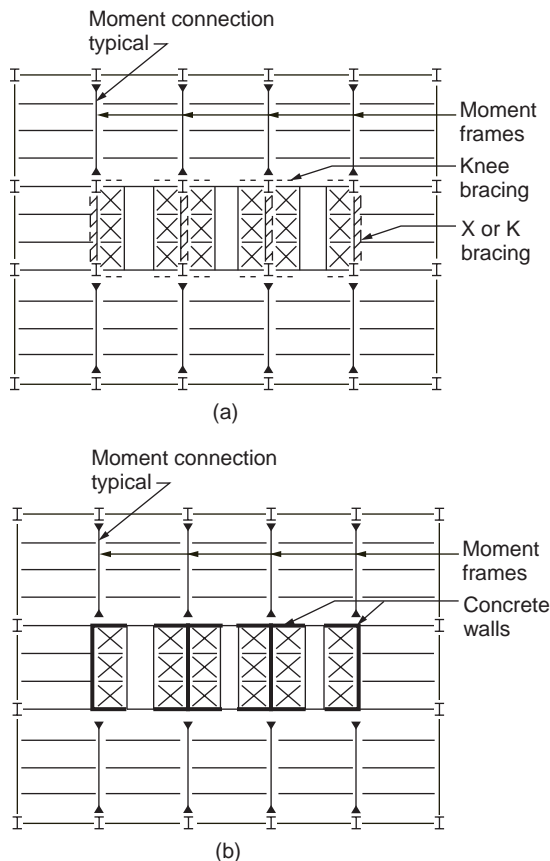 Moment connection
typical
Moment
frames
Knee
bracing
X or K
bracing
(a)
Moment connection
typical
Moment
frames
Concrete
walls
(b)